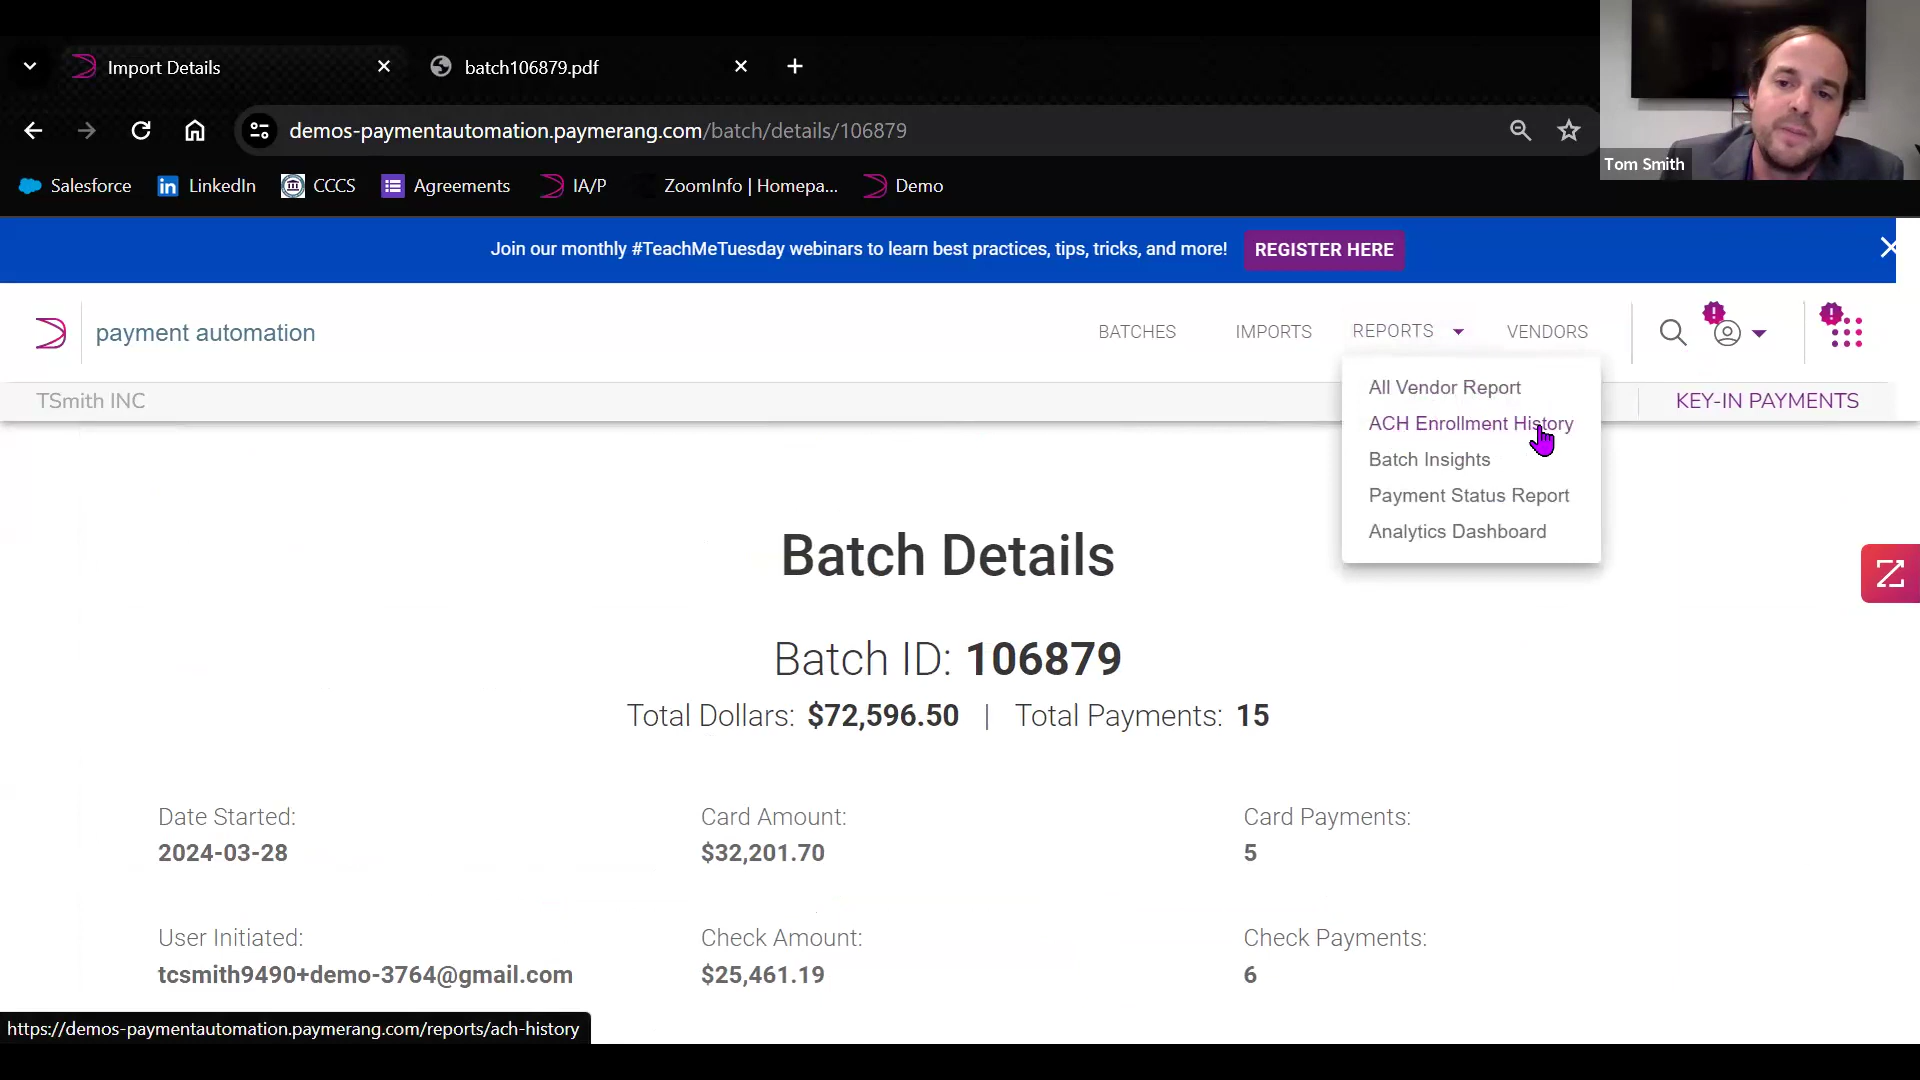 Import Details
batch106879.pdf
demos-paymentautomation.paymerang.com/batch/details/106879
Tom Smith
Salesforce
LinkedIn
CCCS
Agreements
IA/P
ZoomInfo | Homepa...
Demo
Join our monthly #TeachMeTuesday webinars to learn best practices, tips, tricks, and more!
REGISTER HERE
payment automation
BATCHES
IMPORTS
REPORTS
VENDORS
TSmith INC
KEY-IN PAYMENTS
All Vendor Report
ACH Enrollment History
Batch Insights
Payment Status Report
Analytics Dashboard
Batch Details
Batch ID: 106879
Total Dollars: $72,596.50 | Total Payments: 15
Date Started:
2024-03-28
Card Amount:
$32,201.70
Card Payments:
5
User Initiated:
tcsmith9490+demo-3764@gmail.com
Check Amount:
$25,461.19
Check Payments:
6
https://demos-paymentautomation.paymerang.com/reports/ach-history